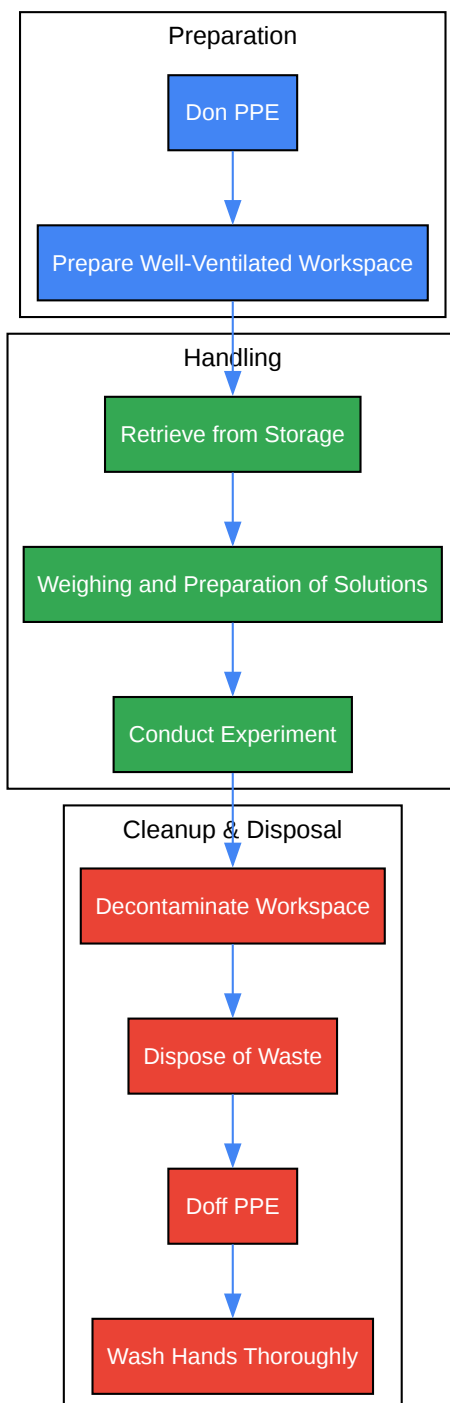 Preparation
Don PPE
Prepare Well-Ventilated Workspace
Handling
Retrieve from Storage
Weighing and Preparation of Solutions
Conduct Experiment
Cleanup & Disposal
Decontaminate Workspace
Dispose of Waste
Doff PPE
Wash Hands Thoroughly